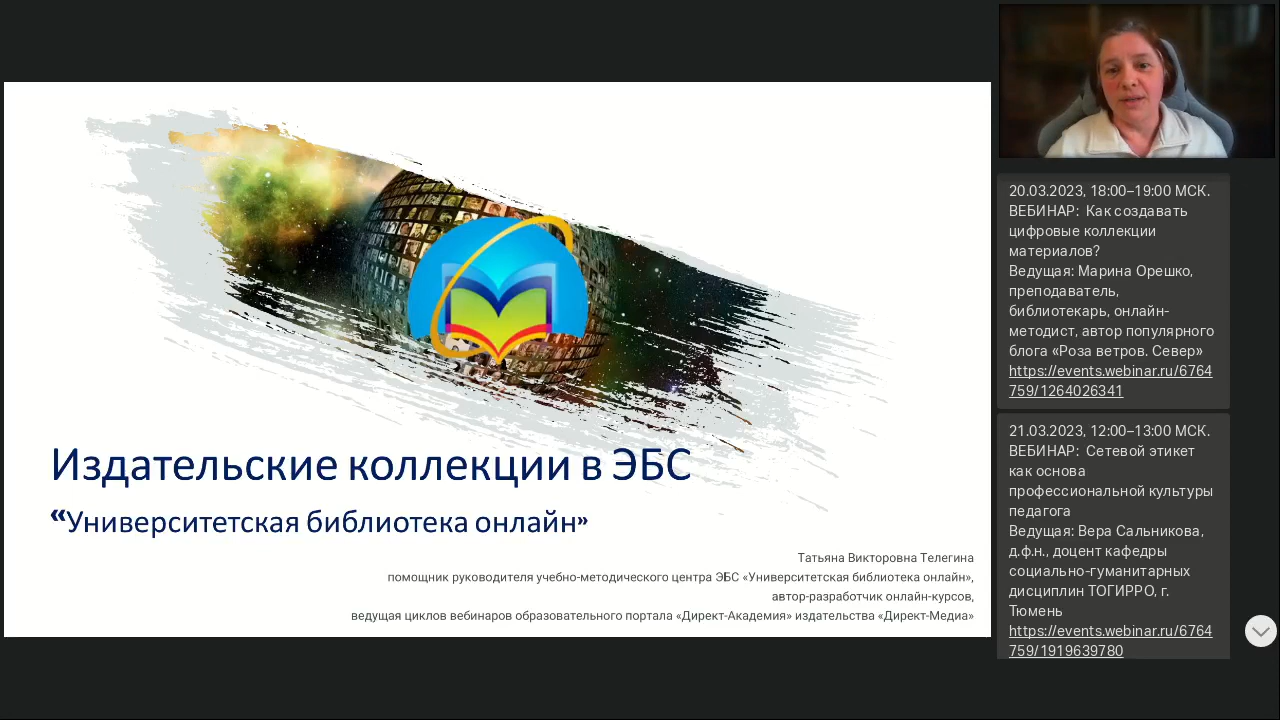 Издательские коллекции в ЭБС
“Университетская библиотека онлайн»
Татьяна Викторовна Телегина
помощник руководителя учебно-методического центра ЭБС «Университетская библиотека онлайн»,
автор-разработчик онлайн-курсов,
ведущая циклов вебинаров образовательного портала «Директ-Академия» издательства «Директ-Медиа»
20.03.2023, 18:00–19:00 МСК.
ВЕБИНАР: Как создавать
цифровые коллекции
материалов?
Ведущая: Марина Орешко,
преподаватель,
библиотекарь, онлайн-
методист, автор популярного
блога «Роза ветров. Север»
https://events.webinar.ru/6764
759/1264026341
21.03.2023, 12:00–13:00 МСК.
ВЕБИНАР: Сетевой этикет
как основа
профессиональной культуры
педагога
Ведущая: Вера Сальникова,
д.ф.н., доцент кафедры
социально-гуманитарных
дисциплин ТОГИРРО, г.
Тюмень
https://events.webinar.ru/6764
759/1919639780